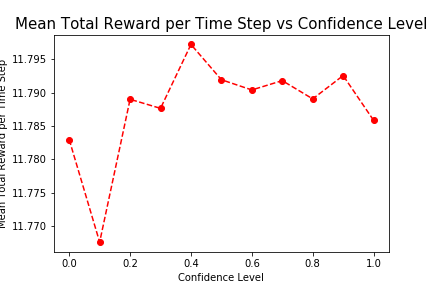 Mean Total Reward per Time Step vs Confidence Level
11.795
11.790
11.785
11.780
11.775
11.770
Mean Total Reward per Time Step
0.0 0.2 0.4 0.6 0.8 1.0
Confidence Level